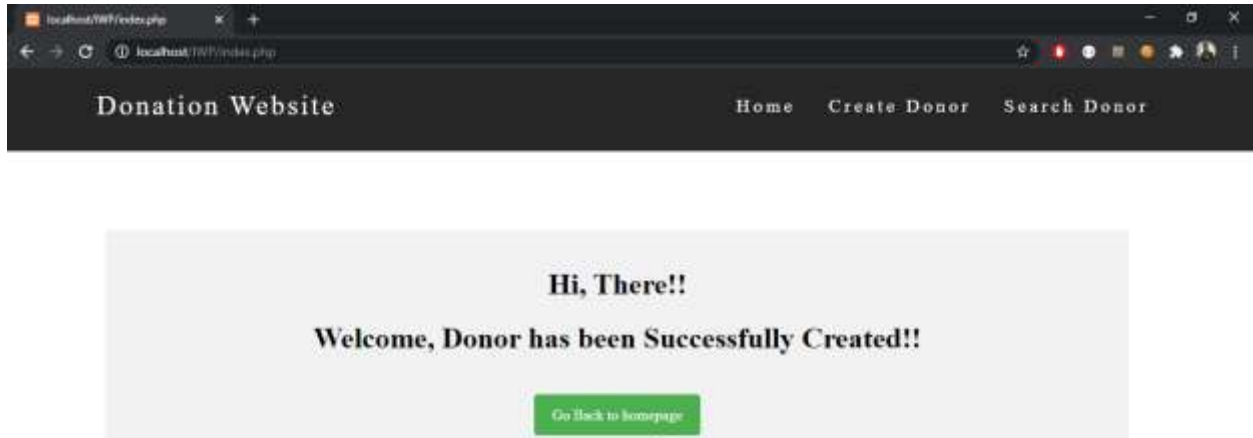 localhost/IWP/index.php
localhost/IWP/index.php
Donation Website Home Create Donor Search Donor
Hi, There!!
Welcome, Donor has been Successfully Created!!
Go Back to homepage